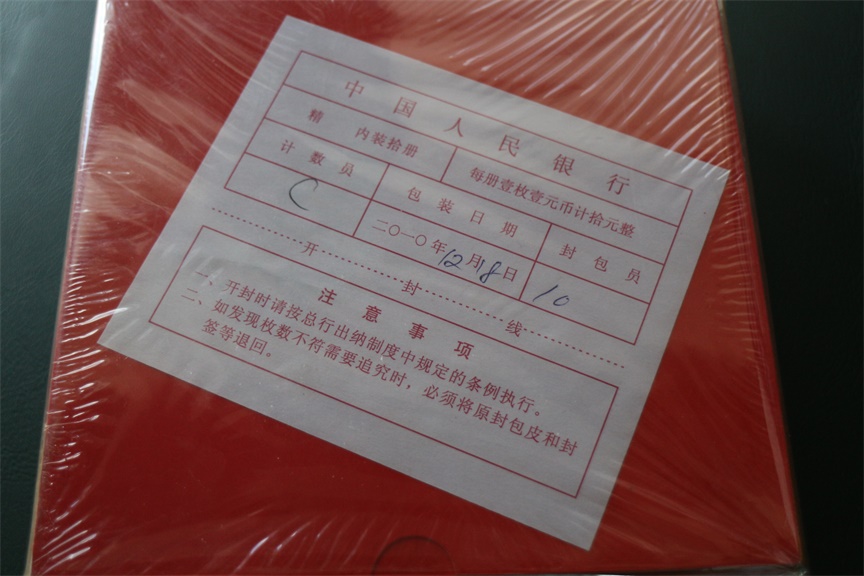 中国人民银行
精 内装拾册 每册壹枚壹元币计拾元整
计数员 包装日期 封包员
C 二〇一〇年12月18日 10
开封线
注意事项
一、开封时请按总行出纳制度中规定的条例执行。
二、如发现枚数不符需要追究时，必须将原封包皮和封
签等退回。